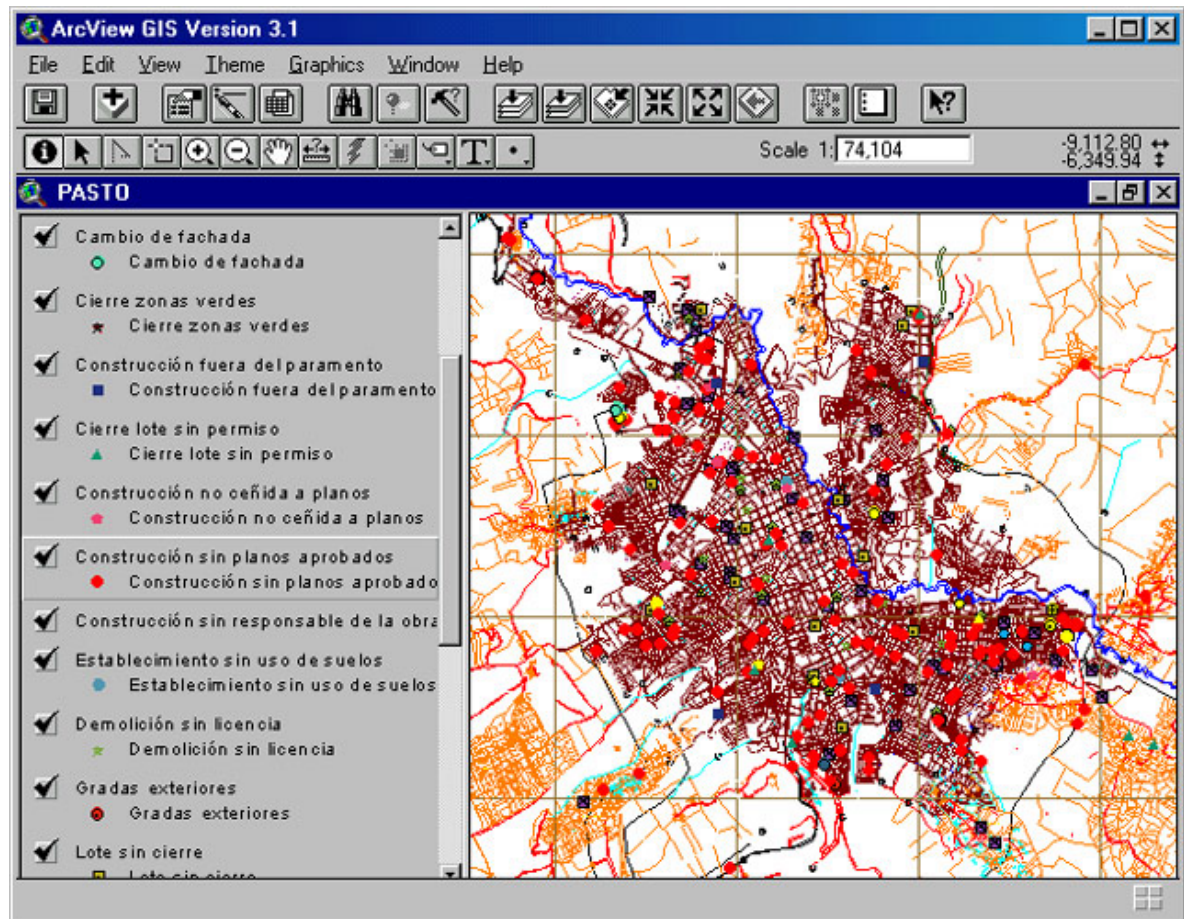 ArcView GIS Version 3.1
File Edit View Theme Graphics Window Help
Scale 1: 74,104
-9,112.80
-6,349.94
PASTO
Cambio de fachada
Cambio de fachada
Cierre zonas verdes
Cierre zonas verdes
Construcción fuera del paramento
Construcción fuera del paramento
Cierre lote sin permiso
Cierre lote sin permiso
Construcción no ceñida a planos
Construcción no ceñida a planos
Construcción sin planos aprobados
Construcción sin planos aprobado
Construcción sin responsable de la obra
Establecimiento sin uso de suelos
Establecimiento sin uso de suelos
Demolición sin licencia
Demolición sin licencia
Gradas exteriores
Gradas exteriores
Lote sin cierre
Lote sin cierre